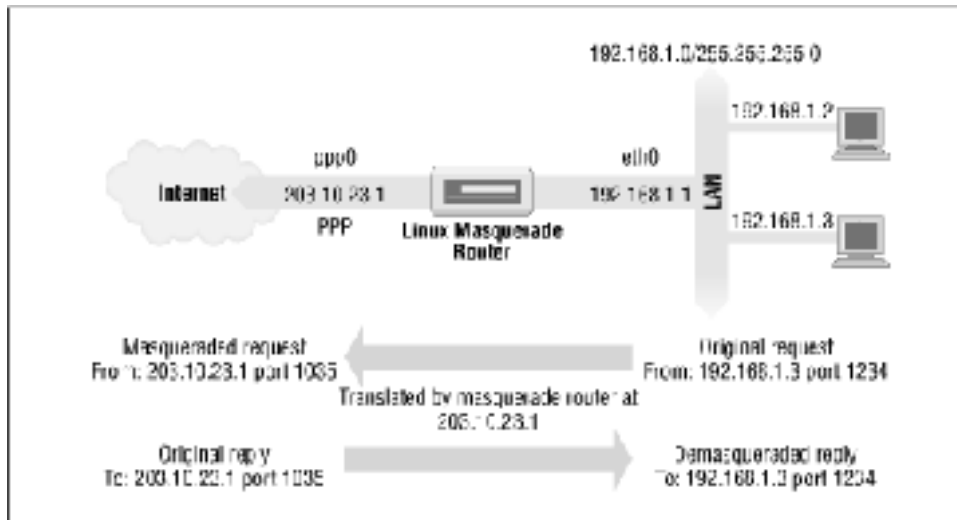 192.168.1.0/255.255.255.0
192.168.1.2
ppp0
eth0
Internet
203.10.23.1
192.168.1.1
LAN
PPP
Linux Masquerade
Router
192.168.1.3
Masqueraded request
From: 203.10.23.1 port 1035
Original request
From: 192.168.1.3 port 1234
Translated by masquerade router at
203.10.23.1
Original reply
To: 203.10.23.1 port 1035
Demasqueraded reply
To: 192.168.1.3 port 1234